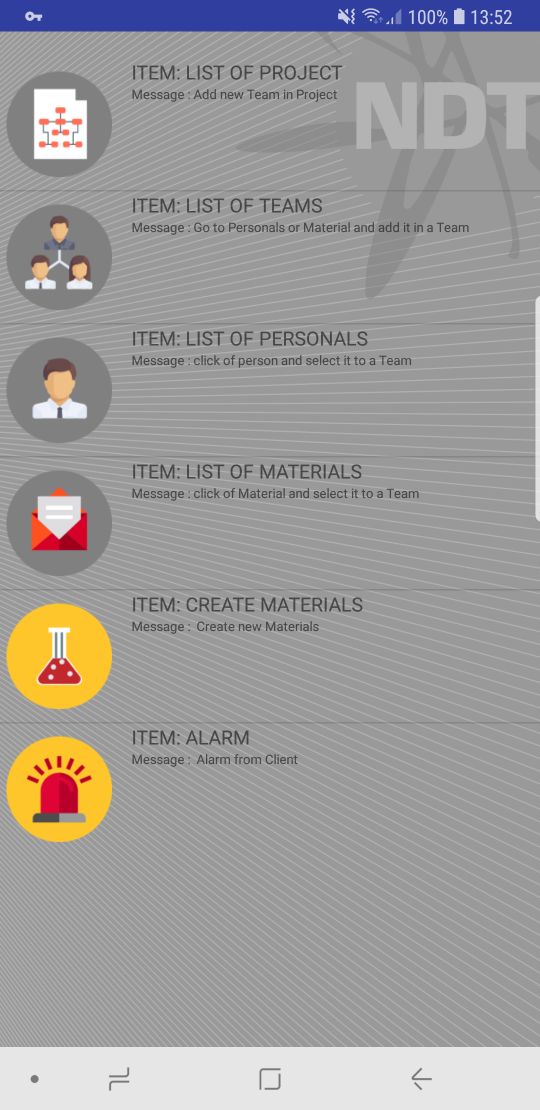 100% 13:52
ITEM: LIST OF PROJECT
Message : Add new Team in Project
NDT
ITEM: LIST OF TEAMS
Message : Go to Personals or Material and add it in a Team
ITEM: LIST OF PERSONALS
Message : click of person and select it to a Team
ITEM: LIST OF MATERIALS
Message : click of Material and select it to a Team
ITEM: CREATE MATERIALS
Message : Create new Materials
ITEM: ALARM
Message : Alarm from Client